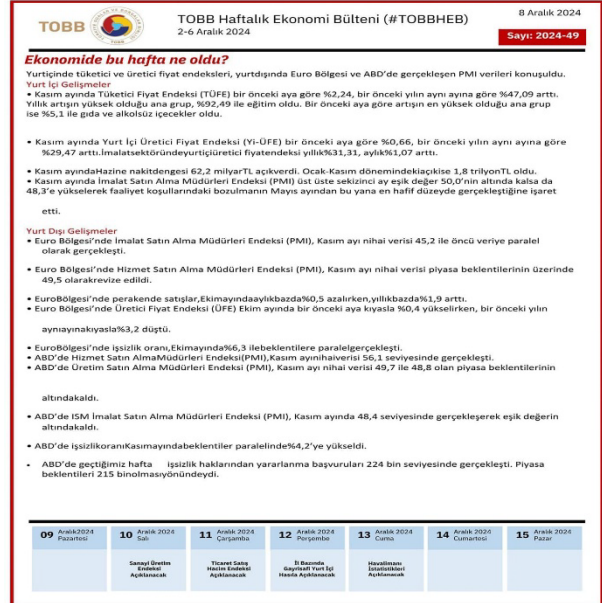 TOBB
TOBB Haftalık Ekonomi Bülteni (#TOBBHEB)
2-6 Aralık 2024
8 Aralık 2024
Sayı: 2024-49
Ekonomide bu hafta ne oldu?
Yurtiçinde tüketici ve üretici fiyat endeksleri, yurtdışında Euro Bölgesi ve ABD'de gerçekleşen PMI verileri konuşuldu.
Yurt İçi Gelişmeler
• Kasım ayında Tüketici Fiyat Endeksi (TÜFE) bir önceki aya göre %2,24, bir önceki yılın aynı ayına göre %47,09 arttı.
Yıllık artışın yüksek olduğu ana grup, %92,49 ile eğitim oldu. Bir önceki aya göre artışın en yüksek olduğu ana grup
ise %5,1 ile gıda ve alkolsüz içecekler oldu.
• Kasım ayında Yurt İçi Üretici Fiyat Endeksi (Yi-ÜFE) bir önceki aya göre %0,66, bir önceki yılın aynı ayına göre
%29,47 arttı.İmalatsektöründeyurtiçiüretici fiyatendeksi yıllık%31,31, aylık%1,07 arttı.
• Kasım ayındaHazine nakitdengesi 62,2 milyarTL açıkverdi. Ocak-Kasım dönemindekiaçıkise 1,8 trilyonTL oldu.
• Kasım ayında İmalat Satın Alma Müdürleri Endeksi (PMI) üst üste sekizinci ay eşik değer 50,0'nin altında kalsa da
48,3'e yükselerek faaliyet koşullarındaki bozulmanın Mayıs ayından bu yana en hafif düzeyde gerçekleştiğine işaret
etti.
Yurt Dışı Gelişmeler
• Euro Bölgesi'nde İmalat Satın Alma Müdürleri Endeksi (PMI), Kasım ayı nihai verisi 45,2 ile öncü veriye paralel
olarak gerçekleşti.
• Euro Bölgesi'nde Hizmet Satın Alma Müdürleri Endeksi (PMI), Kasım ayı nihai verisi piyasa beklentilerinin üzerinde
49,5 olarakrevize edildi.
• EuroBölgesi'nde perakende satışlar,Ekimayındaaylıkbazda%0,5 azalırken,yıllıkbazda%1,9 arttı.
• Euro Bölgesi'nde Üretici Fiyat Endeksi (ÜFE) Ekim ayında bir önceki aya kıyasla %0,4 yükselirken, bir önceki yılın
aynıayınakıyasla%3,2 düştü.
• EuroBölgesi'nde işsizlik oranı,Ekimayında%6,3 ilebeklentilere paralelgerçekleşti.
• ABD'de Hizmet Satın AlmaMüdürleri Endeksi(PMI),Kasım ayınihaiverisi 56,1 seviyesinde gerçekleşti.
• ABD'de Üretim Satın Alma Müdürleri Endeksi (PMI), Kasım ayı nihai verisi 49,7 ile 48,8 olan piyasa beklentilerinin
altındakaldı.
• ABD'de ISM İmalat Satın Alma Müdürleri Endeksi (PMI), Kasım ayında 48,4 seviyesinde gerçekleşerek eşik değerin
altındakaldı.
• ABD'de işsizlikoranıKasımayındabeklentiler paralelinde%4,2'ye yükseldi.
• ABD'de geçtiğimiz hafta işsizlik haklarından yararlanma başvuruları 224 bin seviyesinde gerçekleşti. Piyasa
beklentileri 215 binolmasıyönündeydi.
09 Aralık2024 Pazartesi
10 Aralık 2024 Salı
11 Aralık 2024 Çarşamba
12 Aralık 2024 Perşembe
13 Aralık 2024 Cuma
14 Aralık 2024 Cumartesi
15 Aralık 2024 Pazar
Sanayi Üretim
Endeksi
Açıklanacak
Ticaret Satış
Hacim Endeksi
Açıklanacak
İl Bazında
Gayrisafi Yurt İçi
Hasıla Açıklanacak
Havalimanı
İstatistikleri
Açıklanacak